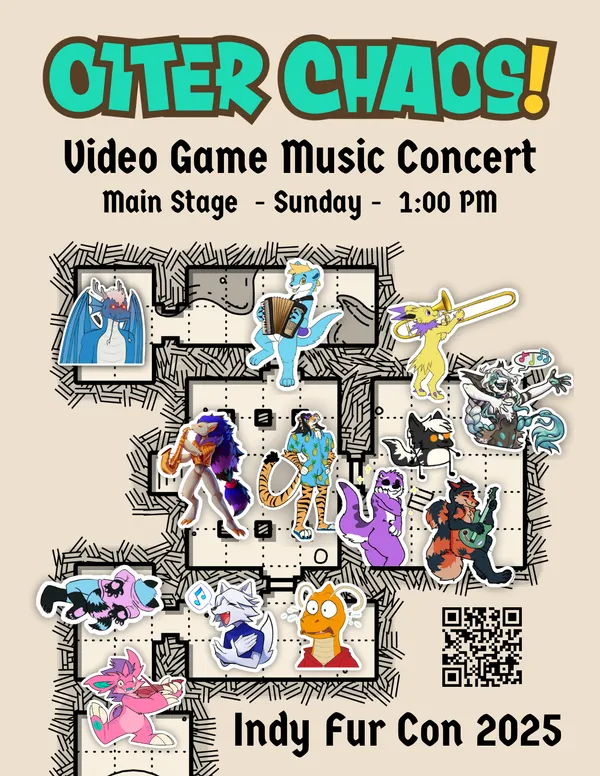 OTTER CHAOS!
Video Game Music Concert
Main Stage - Sunday - 1:00 PM
Indy Fur Con 2025